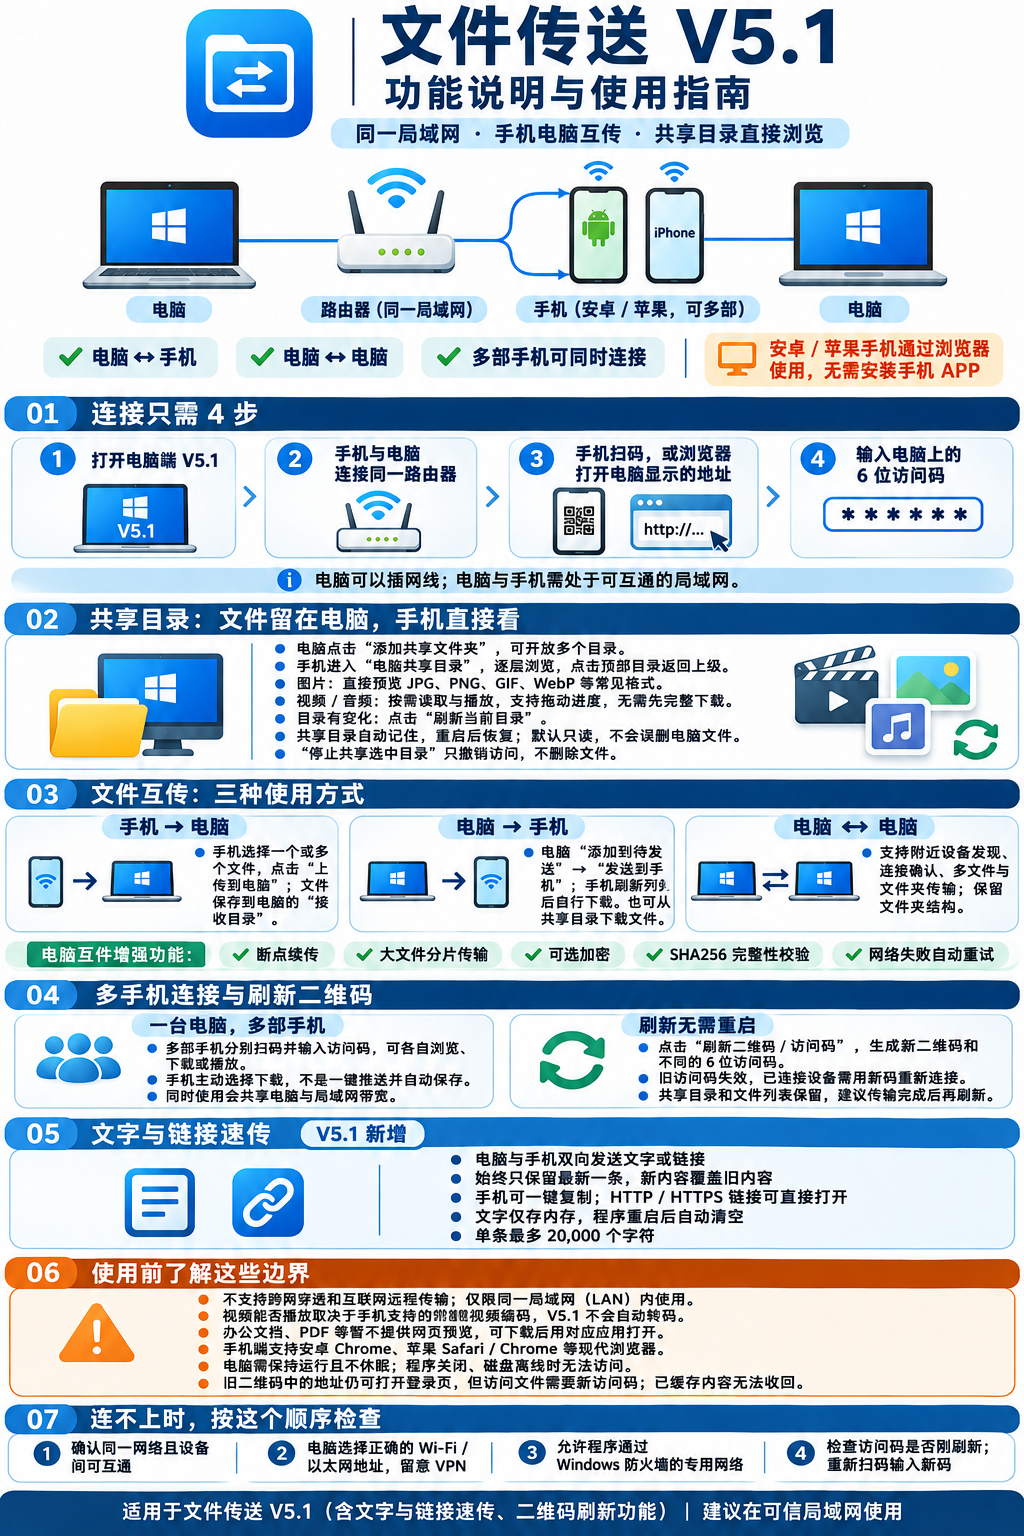 文件传送 V5.1
功能说明与使用指南
同一局域网 · 手机电脑互传 · 共享目录直接浏览
iPhone
电脑
路由器（同一局域网）
手机（安卓 / 苹果，可多部）
电脑
电脑 ↔ 手机
电脑 ↔ 电脑
多部手机可同时连接
安卓 / 苹果手机通过浏览器
使用，无需安装手机 APP
01 连接只需 4 步
1 打开电脑端 V5.1
V5.1
2 手机与电脑
连接同一路由器
3 手机扫码，或浏览器
打开电脑显示的地址
http://...
4 输入电脑上的
6 位访问码
＊＊＊＊＊＊
电脑可以插网线；电脑与手机需处于可互通的局域网。
02 共享目录：文件留在电脑，手机直接看
电脑点击“添加共享文件夹”，可开放多个目录。
手机进入“电脑共享目录”，逐层浏览，点击顶部目录返回上级。
图片：直接预览 JPG、PNG、GIF、WebP 等常见格式。
视频 / 音频：按需读取与播放，支持拖动进度，无需先完整下载。
目录有变化：点击“刷新当前目录”。
共享目录自动记住，重启后恢复；默认只读，不会误删电脑文件。
“停止共享选中目录”只撤销访问，不删除文件。
03 文件互传：三种使用方式
手机 → 电脑
手机选择一个或多
个文件，点击“上
传到电脑”；文件
保存到电脑的“接
收目录”。
电脑 → 手机
电脑“添加到待发
送”→“发送到手
机”；手机刷新列
后自行下载。也可从
共享目录下载文件。
电脑 ↔ 电脑
支持附近设备发现、
连接确认、多文件与
文件夹传输；保留
文件夹结构。
电脑互件增强功能：
断点续传
大文件分片传输
可选加密
SHA256 完整性校验
网络失败自动重试
04 多手机连接与刷新二维码
一台电脑，多部手机
多部手机分别扫码并输入访问码，可各自浏览、
下载或播放。
手机主动选择下载，不是一键推送并自动保存。
同时使用会共享电脑与局域网带宽。
刷新无需重启
点击“刷新二维码 / 访问码”，生成新二维码和
不同的 6 位访问码。
旧访问码失效，已连接设备需用新码重新连接。
共享目录和文件列表保留，建议传输完成后再刷新。
05 文字与链接速传 V5.1 新增
电脑与手机双向发送文字或链接
始终只保留最新一条，新内容覆盖旧内容
手机可一键复制；HTTP / HTTPS 链接可直接打开
文字仅存内存，程序重启后自动清空
单条最多 20,000 个字符
06 使用前了解这些边界
不支持跨网穿透和互联网远程传输；仅限同一局域网（LAN）内使用。
视频能否播放取决于手机支持的视频编码，V5.1 不会自动转码。
办公文档、PDF 等暂不提供网页预览，可下载后用对应应用打开。
手机端支持安卓 Chrome、苹果 Safari / Chrome 等现代浏览器。
电脑需保持运行且不休眠；程序关闭、磁盘离线时无法访问。
旧二维码中的地址仍可打开登录页，但访问文件需要新访问码；已缓存内容无法收回。
07 连不上时，按这个顺序检查
1 确认同一网络且设备
间可互通
2 电脑选择正确的 Wi-Fi /
以太网地址，留意 VPN
3 允许程序通过
Windows 防火墙的专用网络
4 检查访问码是否刚刷新；
重新扫码输入新码
适用于文件传送 V5.1（含文字与链接速传、二维码刷新功能）｜ 建议在可信局域网使用